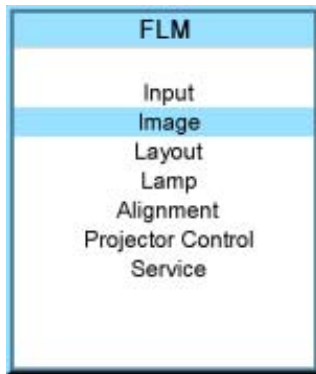 FLM
Input
Image
Layout
Lamp
Alignment
Projector Control
Service